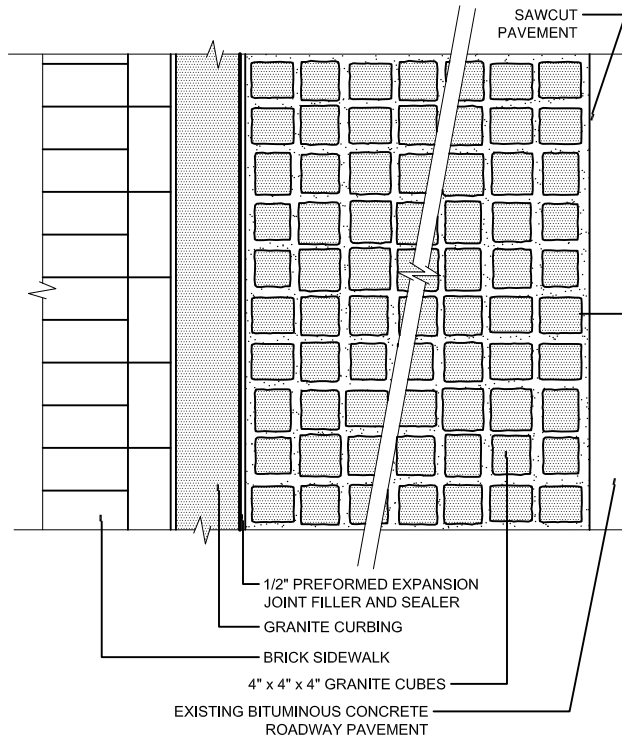 SAWCUT
PAVEMENT
1/2" PREFORMED EXPANSION
JOINT FILLER AND SEALER
GRANITE CURBING
BRICK SIDEWALK
4" x 4" x 4" GRANITE CUBES
EXISTING BITUMINOUS CONCRETE
ROADWAY PAVEMENT